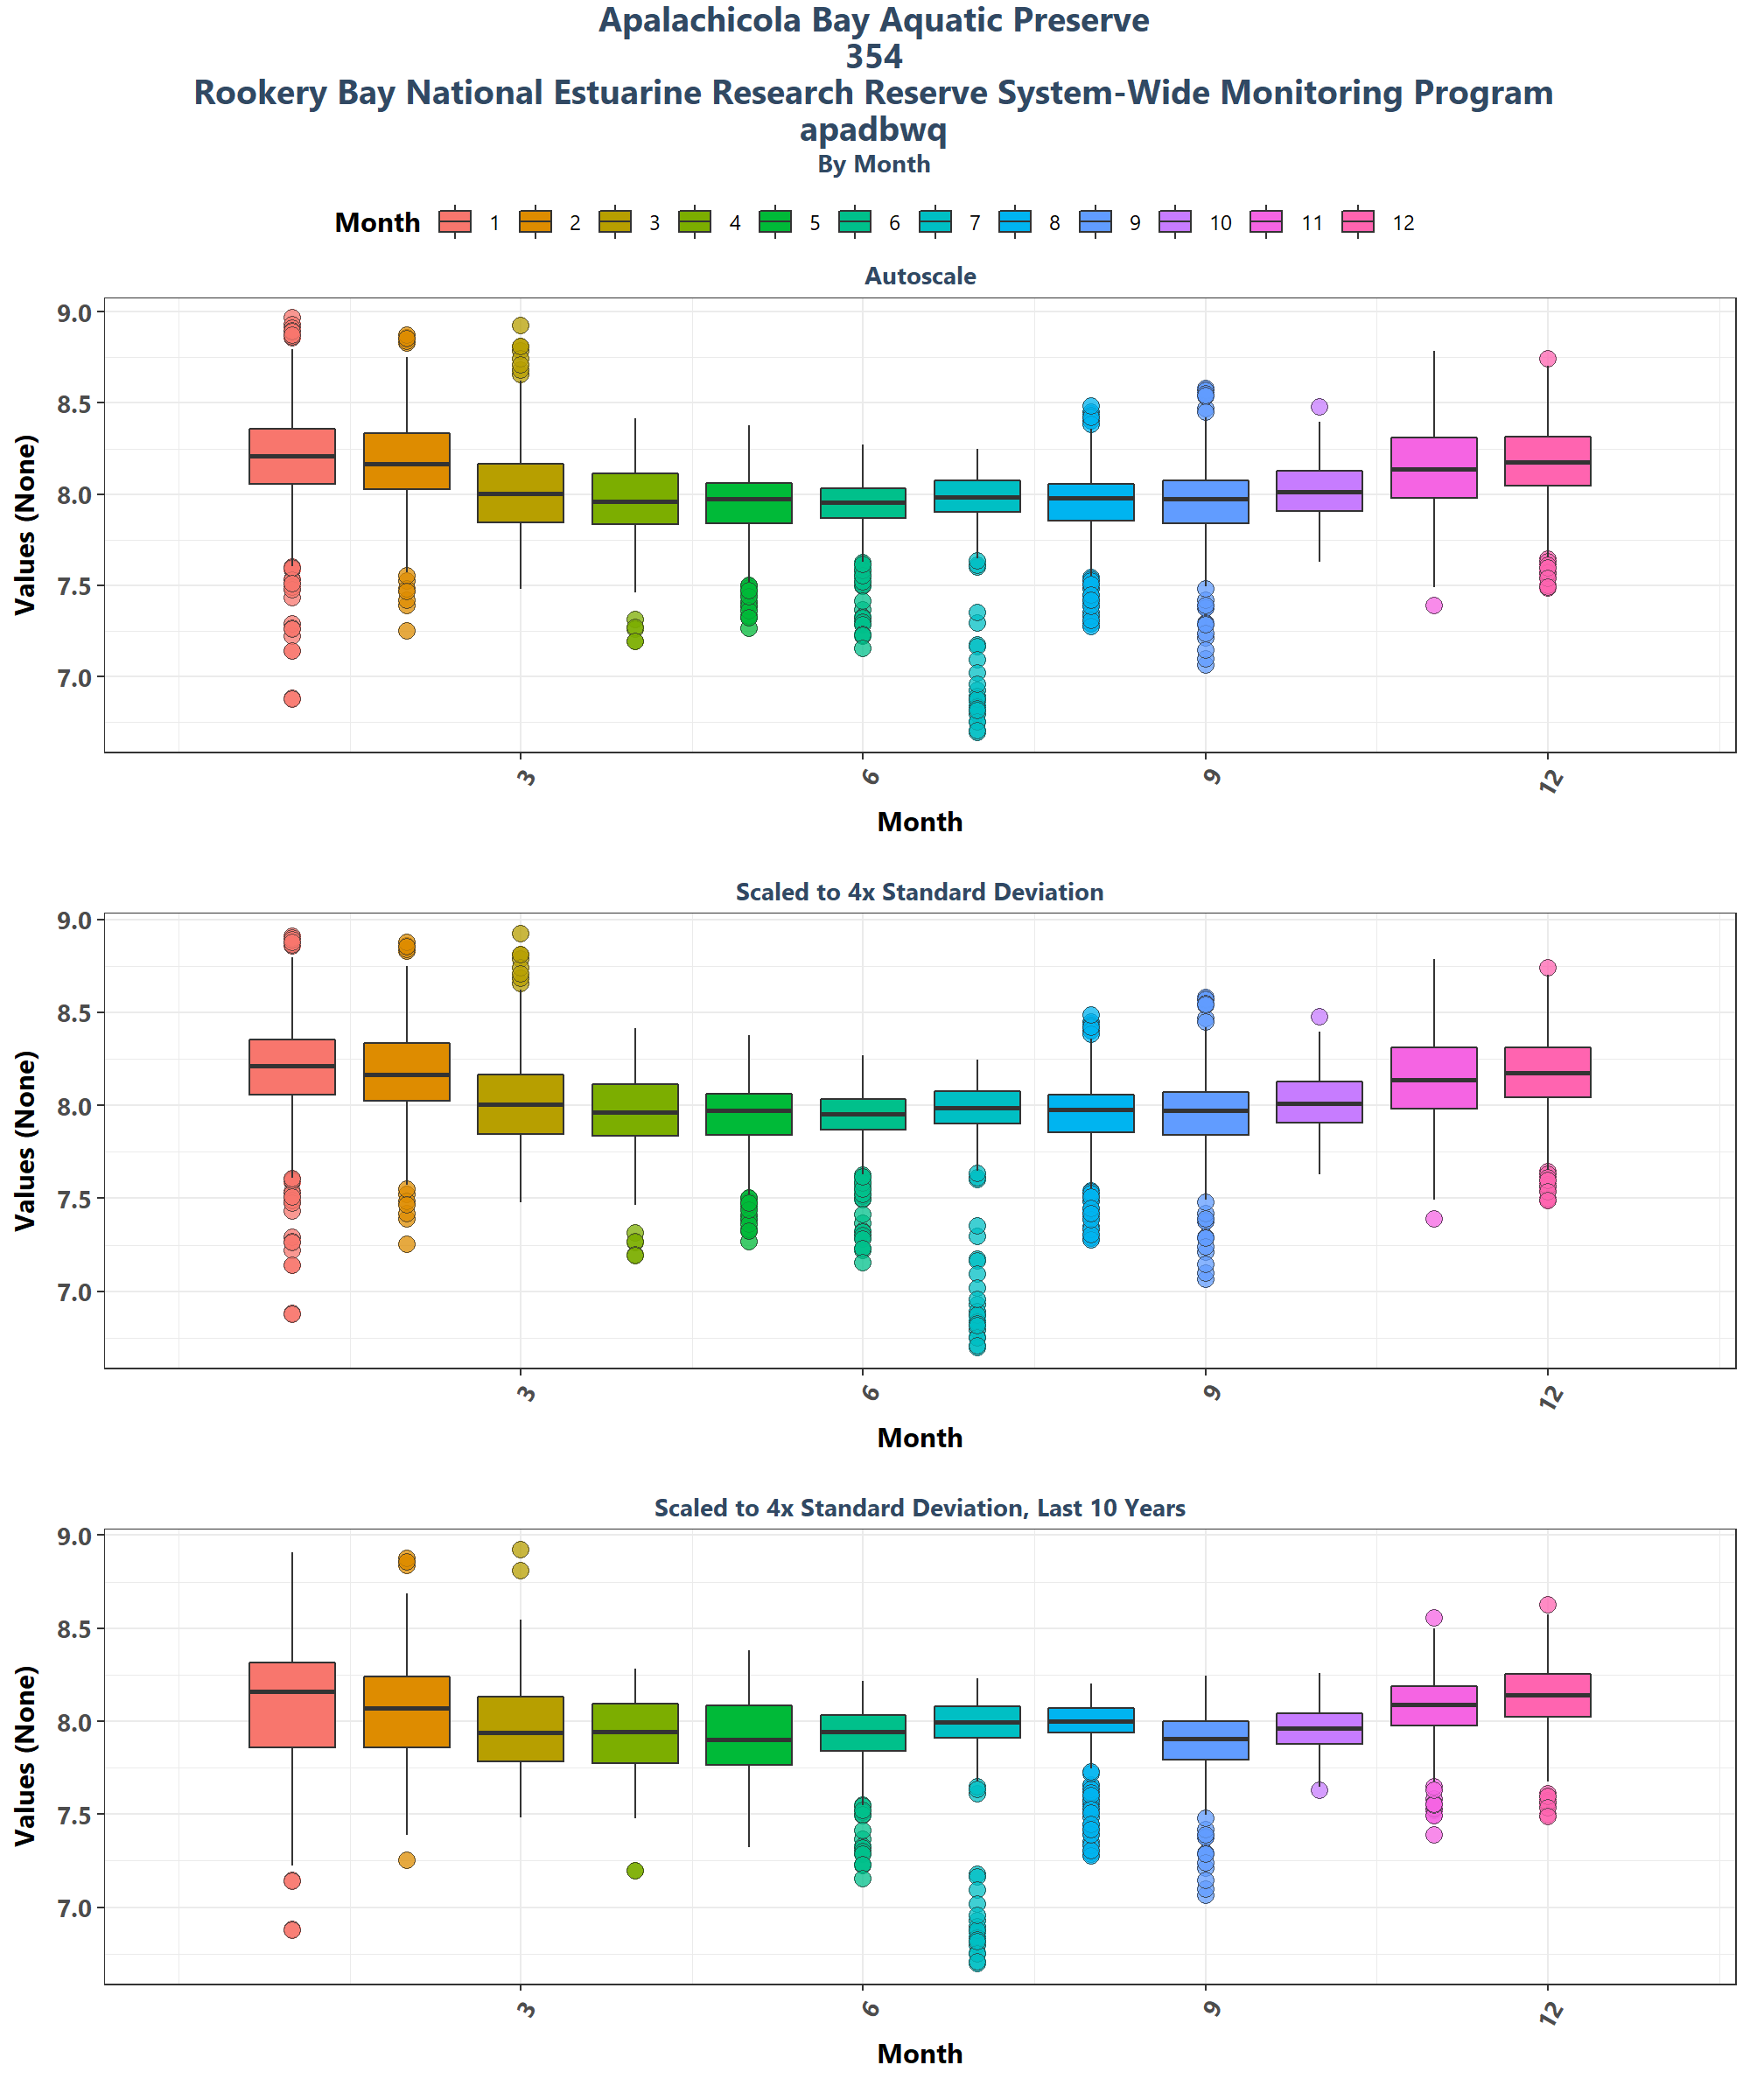 Apalachicola Bay Aquatic Preserve
354
Rookery Bay National Estuarine Research Reserve System-Wide Monitoring Program
apadbwq
By Month
Month 1 2 3 4 5 6 7 8 9 10 11 12
Autoscale
Values (None)
9.0
8.5
8.0
7.5
7.0
3 6 9 12
Month
Scaled to 4x Standard Deviation
Values (None)
9.0
8.5
8.0
7.5
7.0
3 6 9 12
Month
Scaled to 4x Standard Deviation, Last 10 Years
Values (None)
9.0
8.5
8.0
7.5
7.0
3 6 9 12
Month